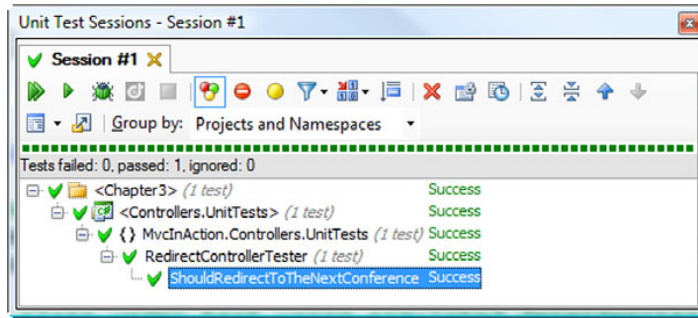 Unit Test Sessions - Session #1
Session #1
Group by: Projects and Namespaces
Tests failed: 0, passed: 1, ignored: 0
<Chapter3> (1 test) Success
<Controllers.UnitTests> (1 test) Success
{} MvcInAction.Controllers.UnitTests (1 test) Success
RedirectControllerTester (1 test) Success
ShouldRedirectToTheNextConference Success